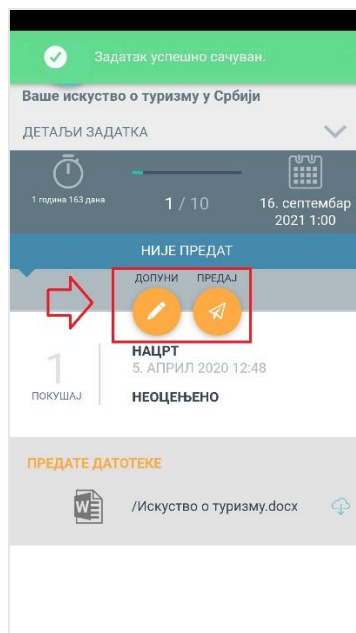 Задатак успешно сачуван.
Ваше искуство о туризму у Србији
ДЕТАЉИ ЗАДАТКА
1 година 163 дана
1 / 10
16. септембар
2021 1:00
НИЈЕ ПРЕДАТ
ДОПУНИ ПРЕДАЈ
НАЦРТ
5. АПРИЛ 2020 12:48
1
ПОКУШАЈ
НЕОЦЕЊЕНО
ПРЕДАТЕ ДАТОТЕКЕ
W
/Искуство о туризму.docx